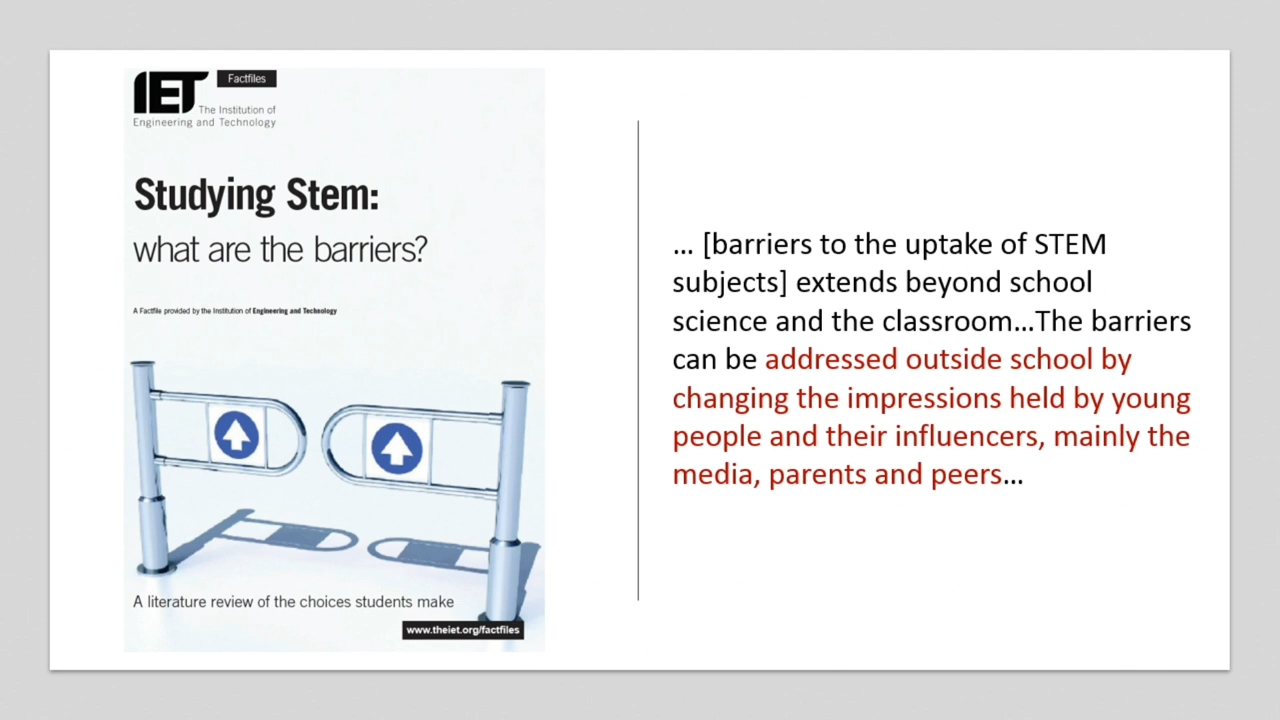 IET Factfiles
The Institution of
Engineering and Technology
Studying Stem:
what are the barriers?
A Factfile provided by the Institution of Engineering and Technology
A literature review of the choices students make
www.theiet.org/factfiles
... [barriers to the uptake of STEM
subjects] extends beyond school
science and the classroom...The barriers
can be addressed outside school by
changing the impressions held by young
people and their influencers, mainly the
media, parents and peers...